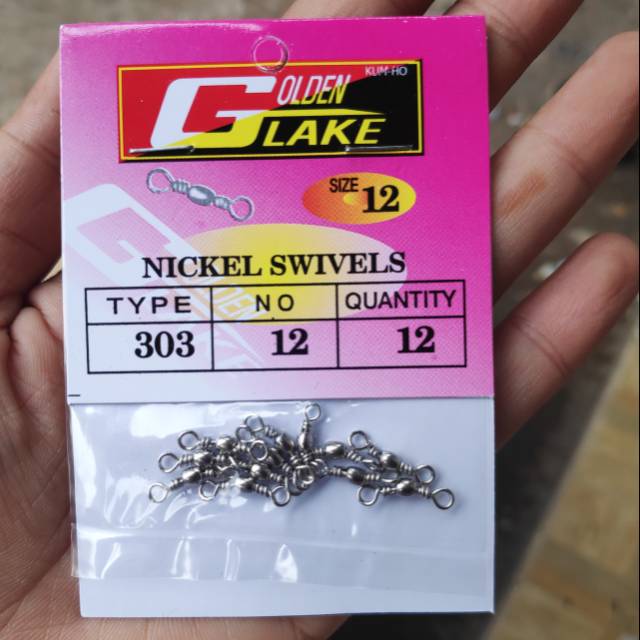 KUM-HO
GOLDEN
LAKE
SIZE 12
NICKEL SWIVELS
TYPE NO QUANTITY
303 12 12